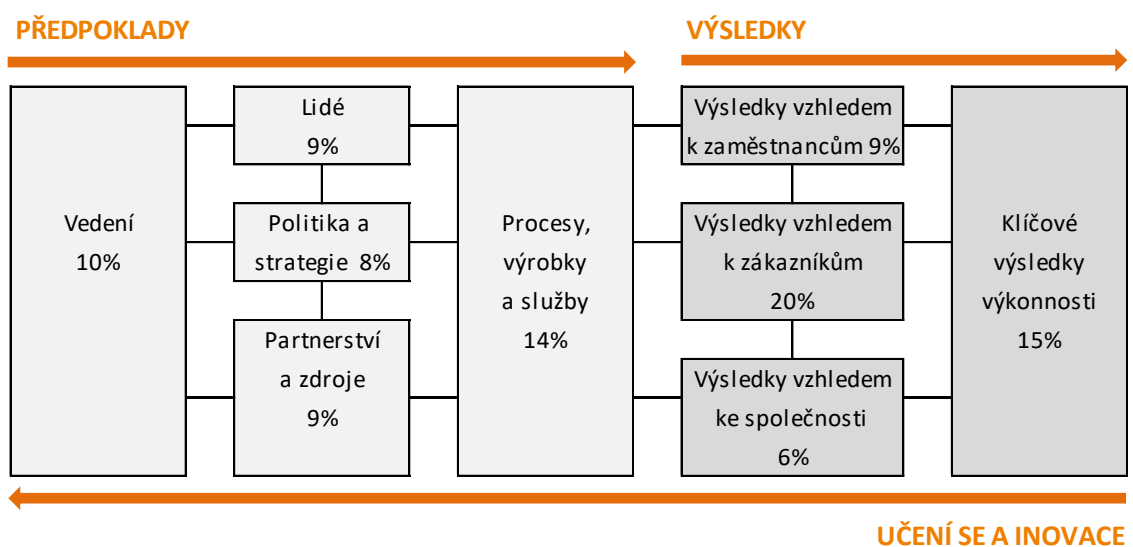 PŘEDPOKLADY
VÝSLEDKY
Vedení
10%
Lidé
9%
Politika a
strategie 8%
Partnerství
a zdroje
9%
Procesy,
výrobky
a služby
14%
Výsledky vzhledem
k zaměstnancům 9%
Výsledky vzhledem
k zákazníkům
20%
Výsledky vzhledem
ke společnosti
6%
Klíčové
výsledky
výkonnosti
15%
UČENÍ SE A INOVACE